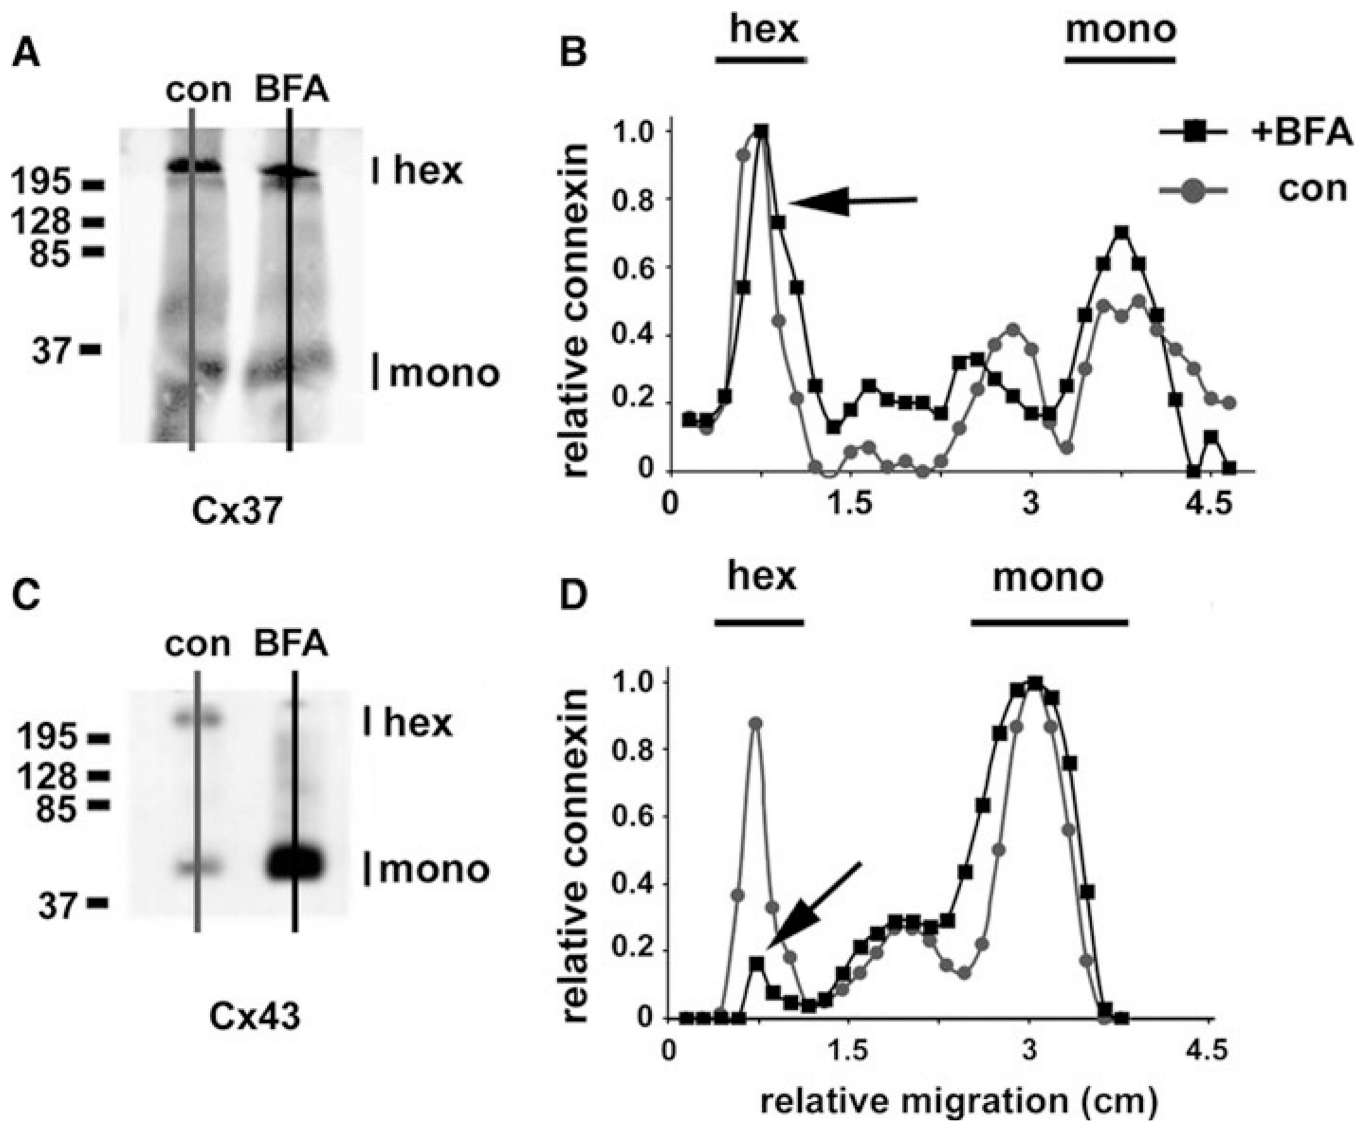 A
con BFA
195
128
85
37
hex
mono
Cx37
B
hex mono
relative connexin
1.0
0.8
0.6
0.4
0.2
0
0 1.5 3 4.5
+BFA
con
C
con BFA
195
128
85
37
hex
mono
Cx43
D
hex mono
relative connexin
1.0
0.8
0.6
0.4
0.2
0
0 1.5 3 4.5
relative migration (cm)